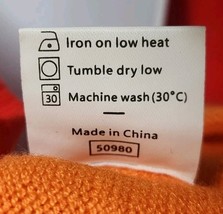 Iron on low heat
Tumble dry low
30 Machine wash (30°C)
Made in China
50980